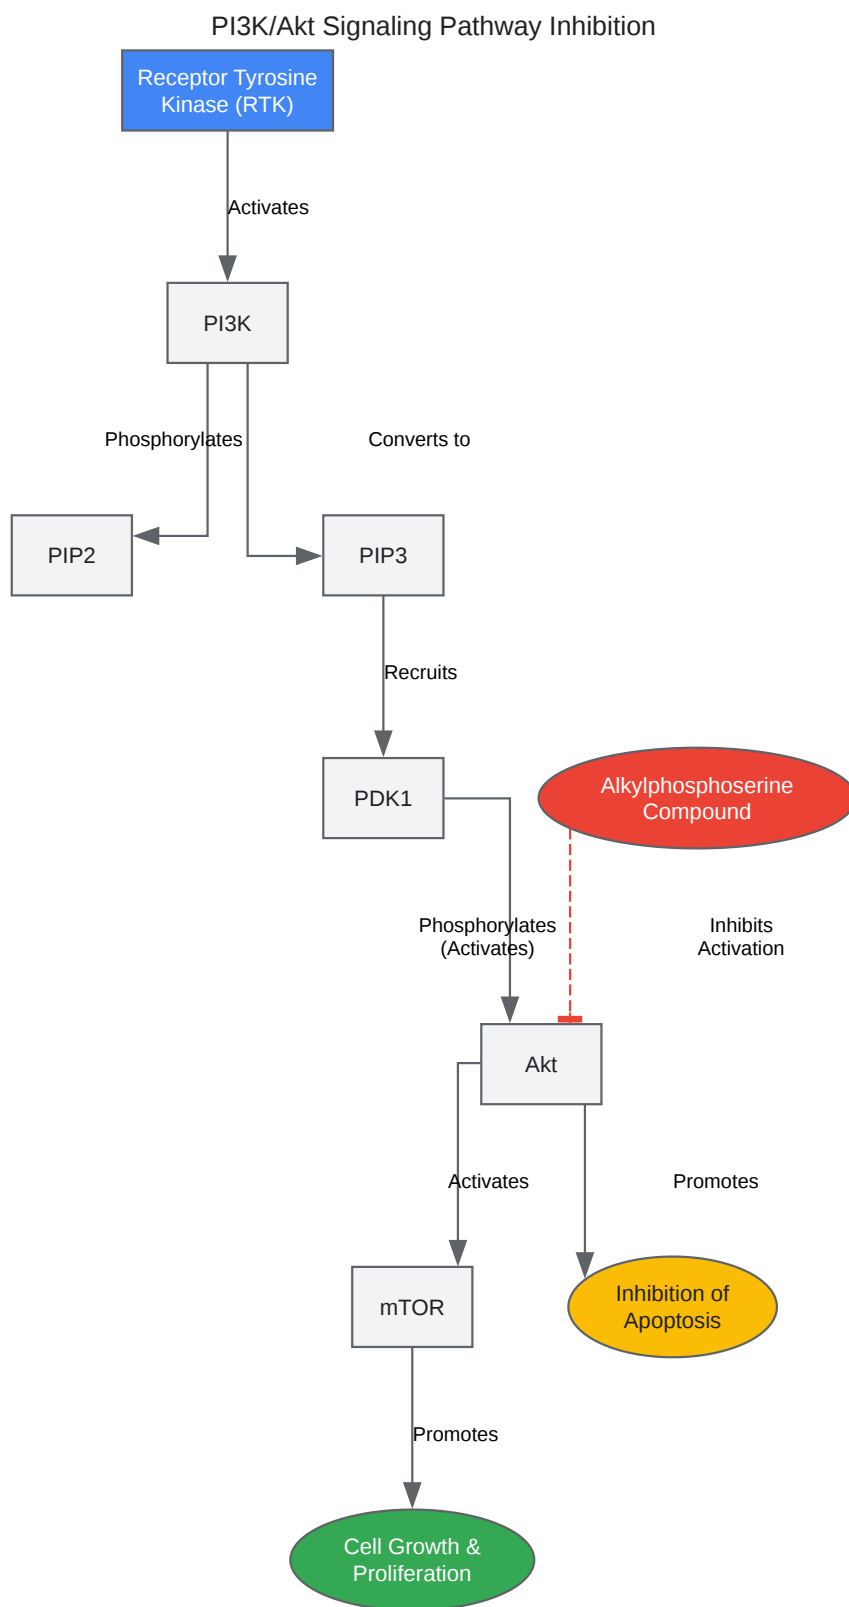 PI3K/Akt Signaling Pathway Inhibition
Receptor Tyrosine
Kinase (RTK)
Activates
PI3K
Phosphorylates
Converts to
PIP2
PIP3
Recruits
PDK1
Alkylphosphoserine
Compound
Phosphorylates
(Activates)
Inhibits
Activation
Akt
Activates
Promotes
mTOR
Inhibition of
Apoptosis
Promotes
Cell Growth &
Proliferation